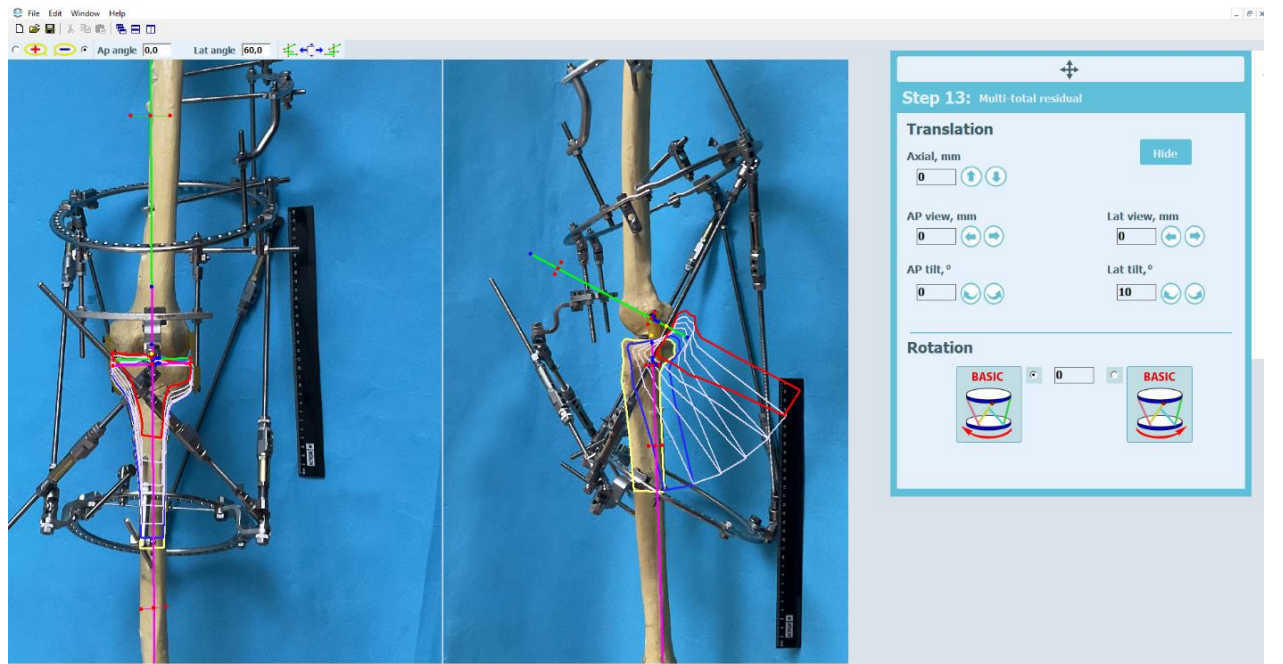 File Edit Window Help
Ap angle 0,0 Lat angle 60,0
Step 13: Multi-total residual
Translation
Axial, mm
Hide
0
AP view, mm Lat view, mm
0 0
AP tilt,° Lat tilt,°
0 10
Rotation
BASIC 0 BASIC